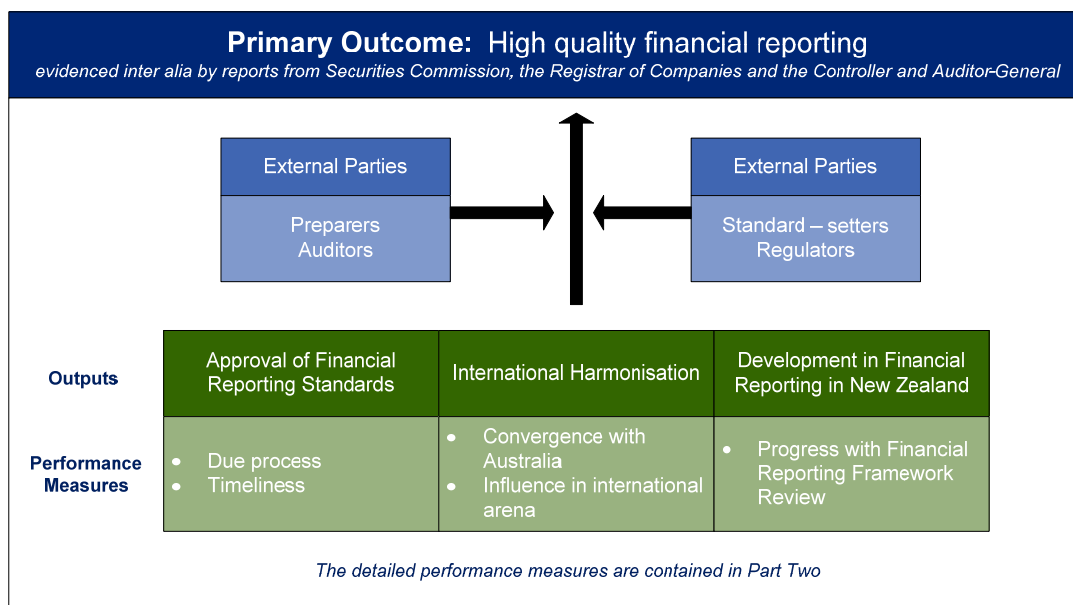 Primary Outcome: High quality financial reporting
evidenced inter alia by reports from Securities Commission, the Registrar of Companies and the Controller and Auditor-General
External Parties
Preparers
Auditors
External Parties
Standard – setters
Regulators
Outputs
Approval of Financial
Reporting Standards
International Harmonisation
Development in Financial
Reporting in New Zealand
Performance
Measures
• Due process
• Timeliness
• Convergence with
Australia
• Influence in international
arena
• Progress with Financial
Reporting Framework
Review
The detailed performance measures are contained in Part Two